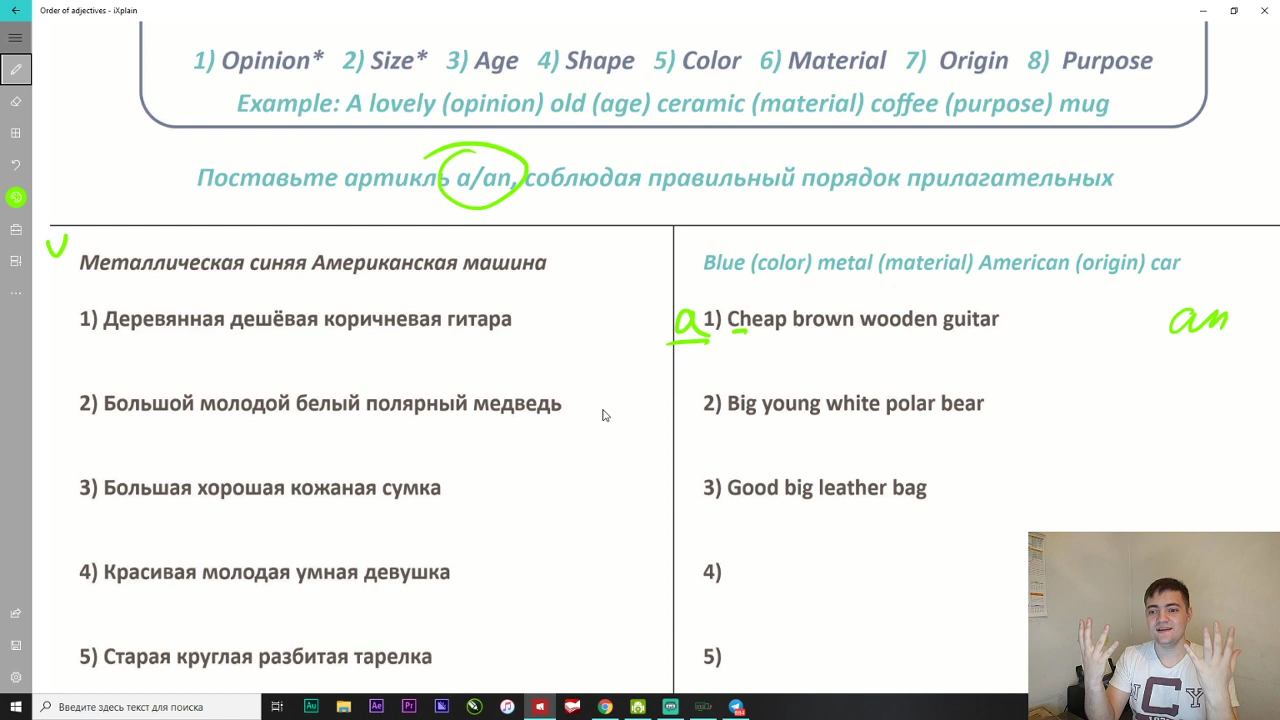 Order of adjectives - iXplain
1) Opinion* 2) Size* 3) Age 4) Shape 5) Color 6) Material 7) Origin 8) Purpose
Example: A lovely (opinion) old (age) ceramic (material) coffee (purpose) mug
Поставьте артикль a/an, соблюдая правильный порядок прилагательных
Металлическая синяя Американская машина
Blue (color) metal (material) American (origin) car
1) Деревянная дешёвая коричневая гитара
a 1) Cheap brown wooden guitar an
2) Большой молодой белый полярный медведь
2) Big young white polar bear
3) Большая хорошая кожаная сумка
3) Good big leather bag
4) Красивая молодая умная девушка
4)
5) Старая круглая разбитая тарелка
5)
NYC
Введите здесь текст для поиска
Au Ae Pr